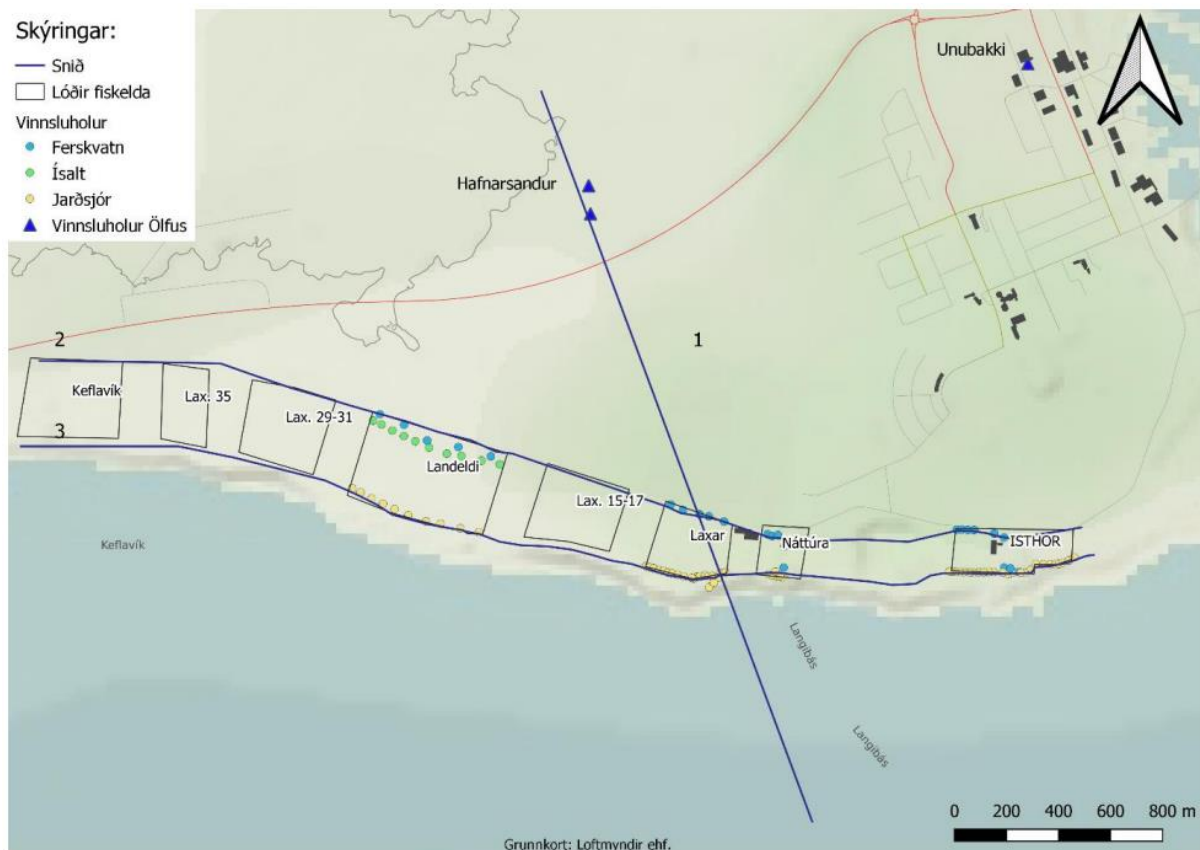 Skýringar:
Snið
Lóðir fiskelda
Vinnsluholur
Ferskvatn
Ísalt
Jarðsjór
Vinnsluholur Ölfus
Unubakki
Hafnarsandur
1
2
Keflavík
Lax. 35
Lax. 29-31
3
Landeldi
Lax. 15-17
Laxar
Náttúra
ISTHOR
Keflavík
Langibás
Langibás
0 200 400 600 800 m
Grunnkort: Loftmyndir ehf.